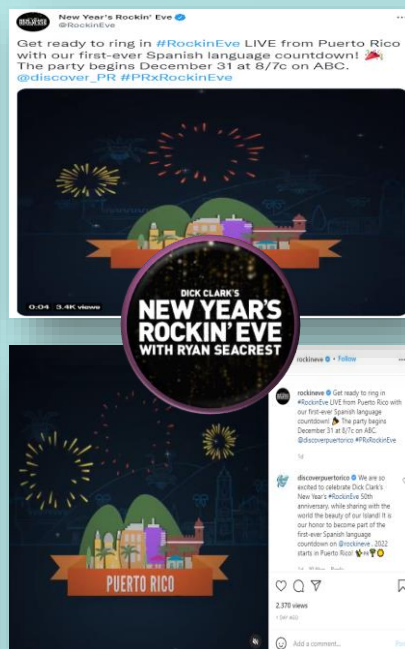 New Year's Rockin' Eve
@RockinEve
Get ready to ring in #RockinEve LIVE from Puerto Rico
with our first-ever Spanish language countdown!
The party begins December 31 at 8/7c on ABC.
@discover_PR #PRxRockinEve
0:04 3.4K views
DICK CLARK'S
NEW YEAR'S
ROCKIN' EVE
WITH RYAN SEACREST
PUERTO RICO
rockineve • Follow
rockineve Get ready to ring in
#RockinEve LIVE from Puerto Rico with
our first-ever Spanish language
countdown! The party begins
December 31 at 8/7c on ABC.
@discoverpuertorico #PRxRockinEve
1d
discoverpuertorico We are so
excited to celebrate Dick Clark's
New Year's #RockinEve 50th
anniversary, while sharing with the
world the beauty of our Island! It is
our honor to become part of the
first-ever Spanish language
countdown on @rockineve. 2022
starts in Puerto Rico!
2,370 views
Add a comment...